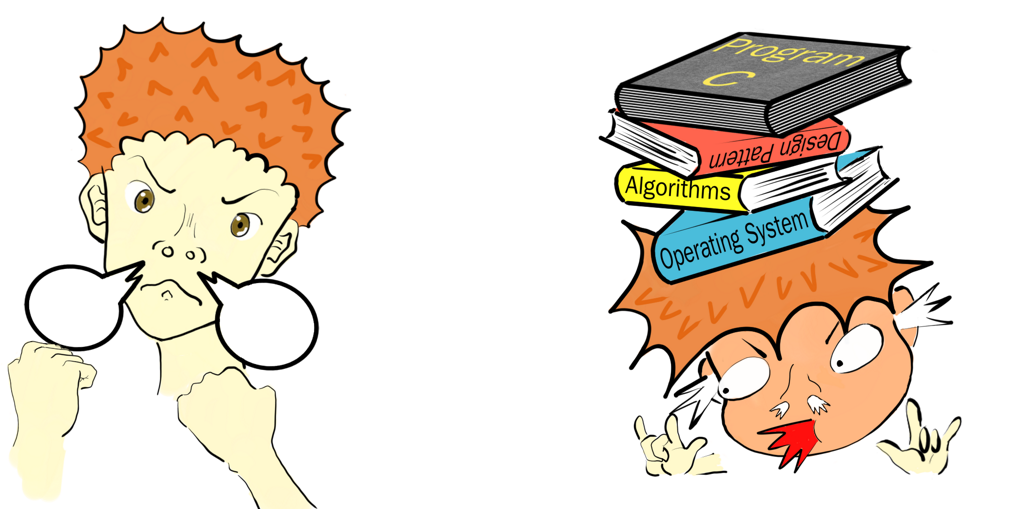 Program
C
Design Pattern
Algorithms
Operating System